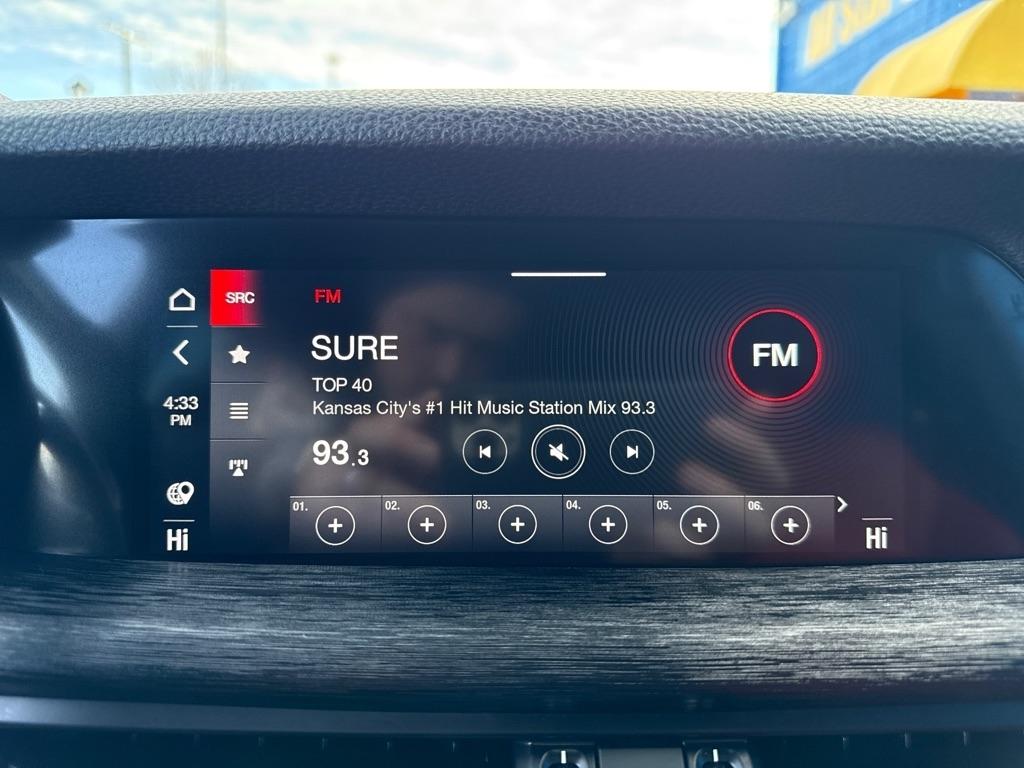 SRC
FM
SURE
TOP 40
Kansas City's #1 Hit Music Station Mix 93.3
FM
4:33
PM
93.3
01. 02. 03. 04. 05. 06.
Hi
Hi